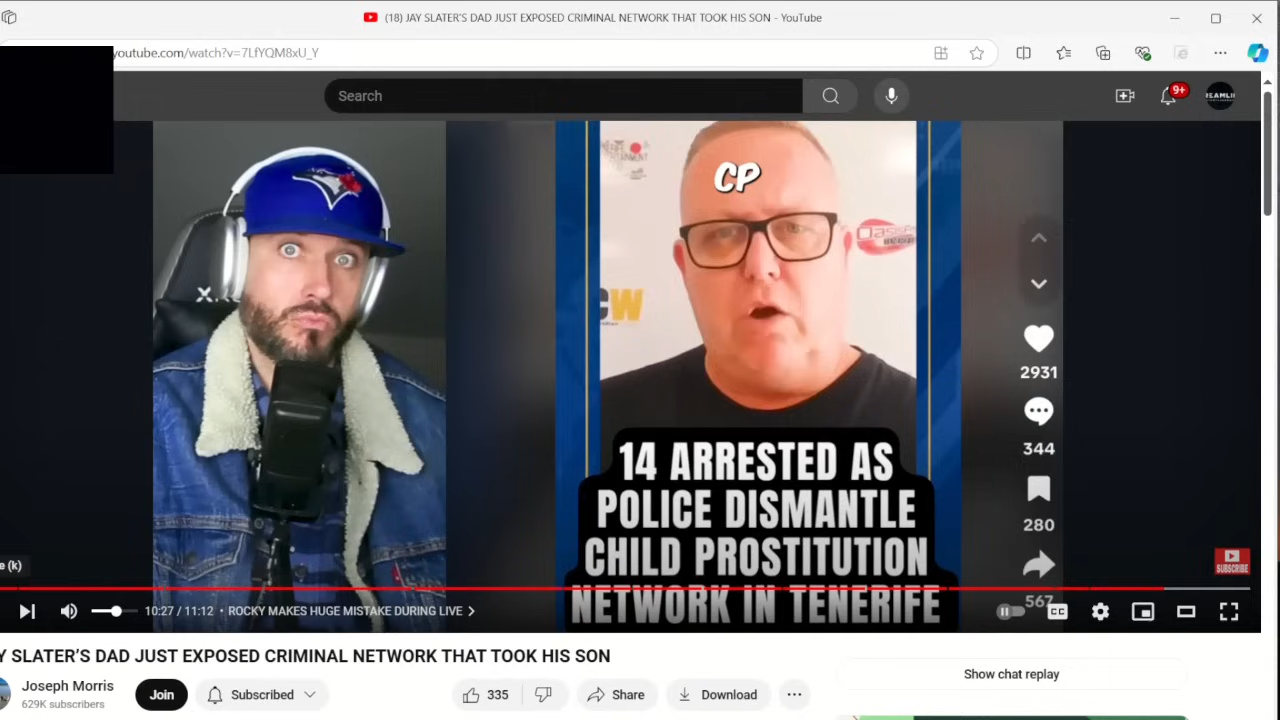 (18) JAY SLATER'S DAD JUST EXPOSED CRIMINAL NETWORK THAT TOOK HIS SON - YouTube
youtube.com/watch?v=7LfYQM8xU_Y
Search
9+
CP
2931
344
280
567
14 ARRESTED AS
POLICE DISMANTLE
CHILD PROSTITUTION
NETWORK IN TENERIFE
SUBSCRIBE
e (k)
10:27 / 11:12 • ROCKY MAKES HUGE MISTAKE DURING LIVE >
CC
Y SLATER'S DAD JUST EXPOSED CRIMINAL NETWORK THAT TOOK HIS SON
Joseph Morris
629K subscribers
Join
Subscribed
335
Share
Download
Show chat replay